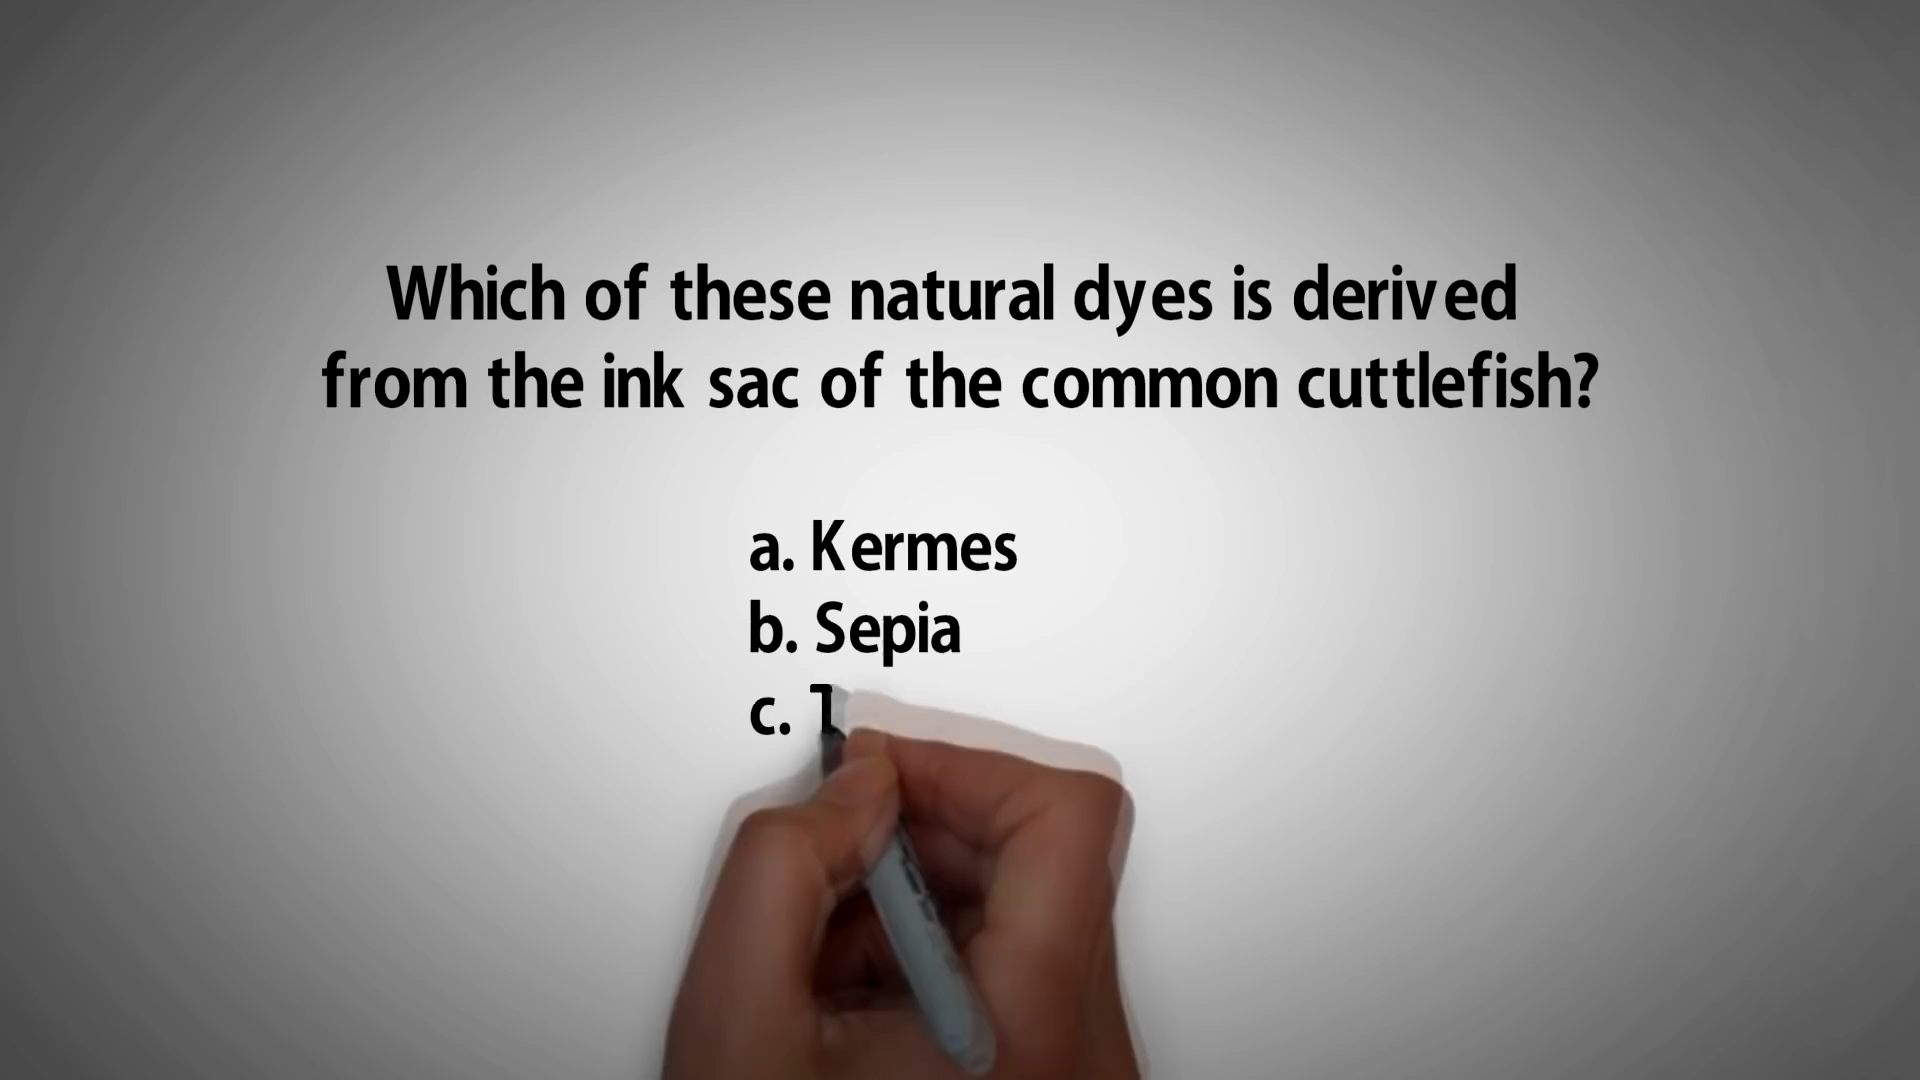 Which of these natural dyes is derived
from the ink sac of the common cuttlefish?
a. Kermes
b. Sepia
c.